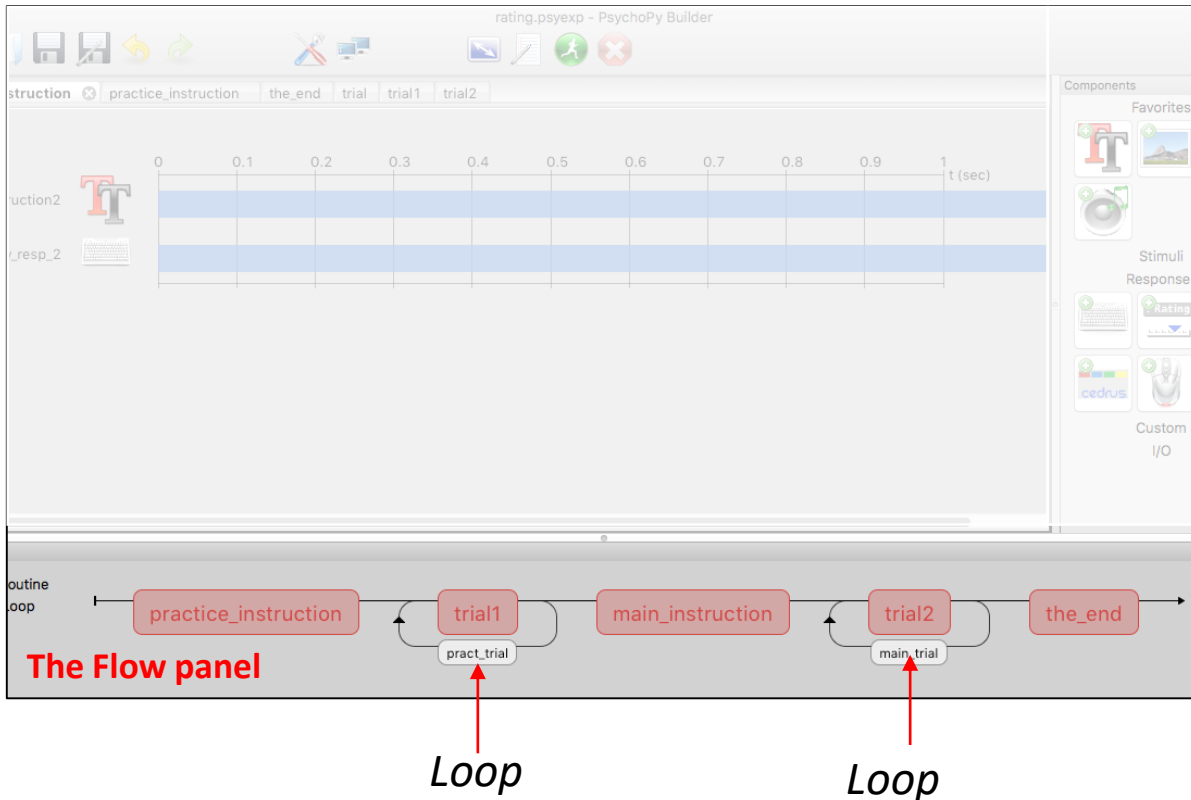 rating.psyexp - PsychoPy Builder
struction practice_instruction the_end trial trial1 trial2
Components
Favorites
0 0.1 0.2 0.3 0.4 0.5 0.6 0.7 0.8 0.9 1
t (sec)
ruction2
TT
y_resp_2
Stimuli
Response
Rating
cedrus
Custom
I/O
outine
oop
practice_instruction trial1 main_instruction trial2 the_end
pract_trial main_trial
The Flow panel
Loop Loop